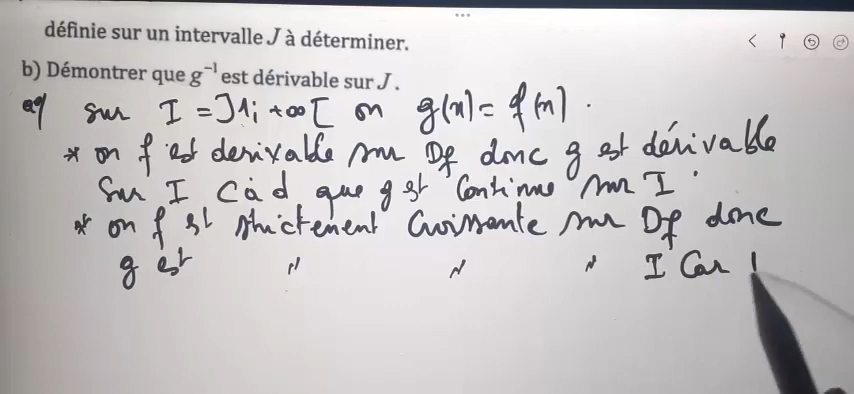 définie sur un intervalle J à déterminer.
b) Démontrer que g⁻¹ est dérivable sur J.
a) sur I = ]1; +∞[ on g(x) = f(x).
* on f est derivable sur Df donc g est dérivable
sur I càd que g est continue sur I.
* on f est strictement croissante sur Df donc
g est " " " I car